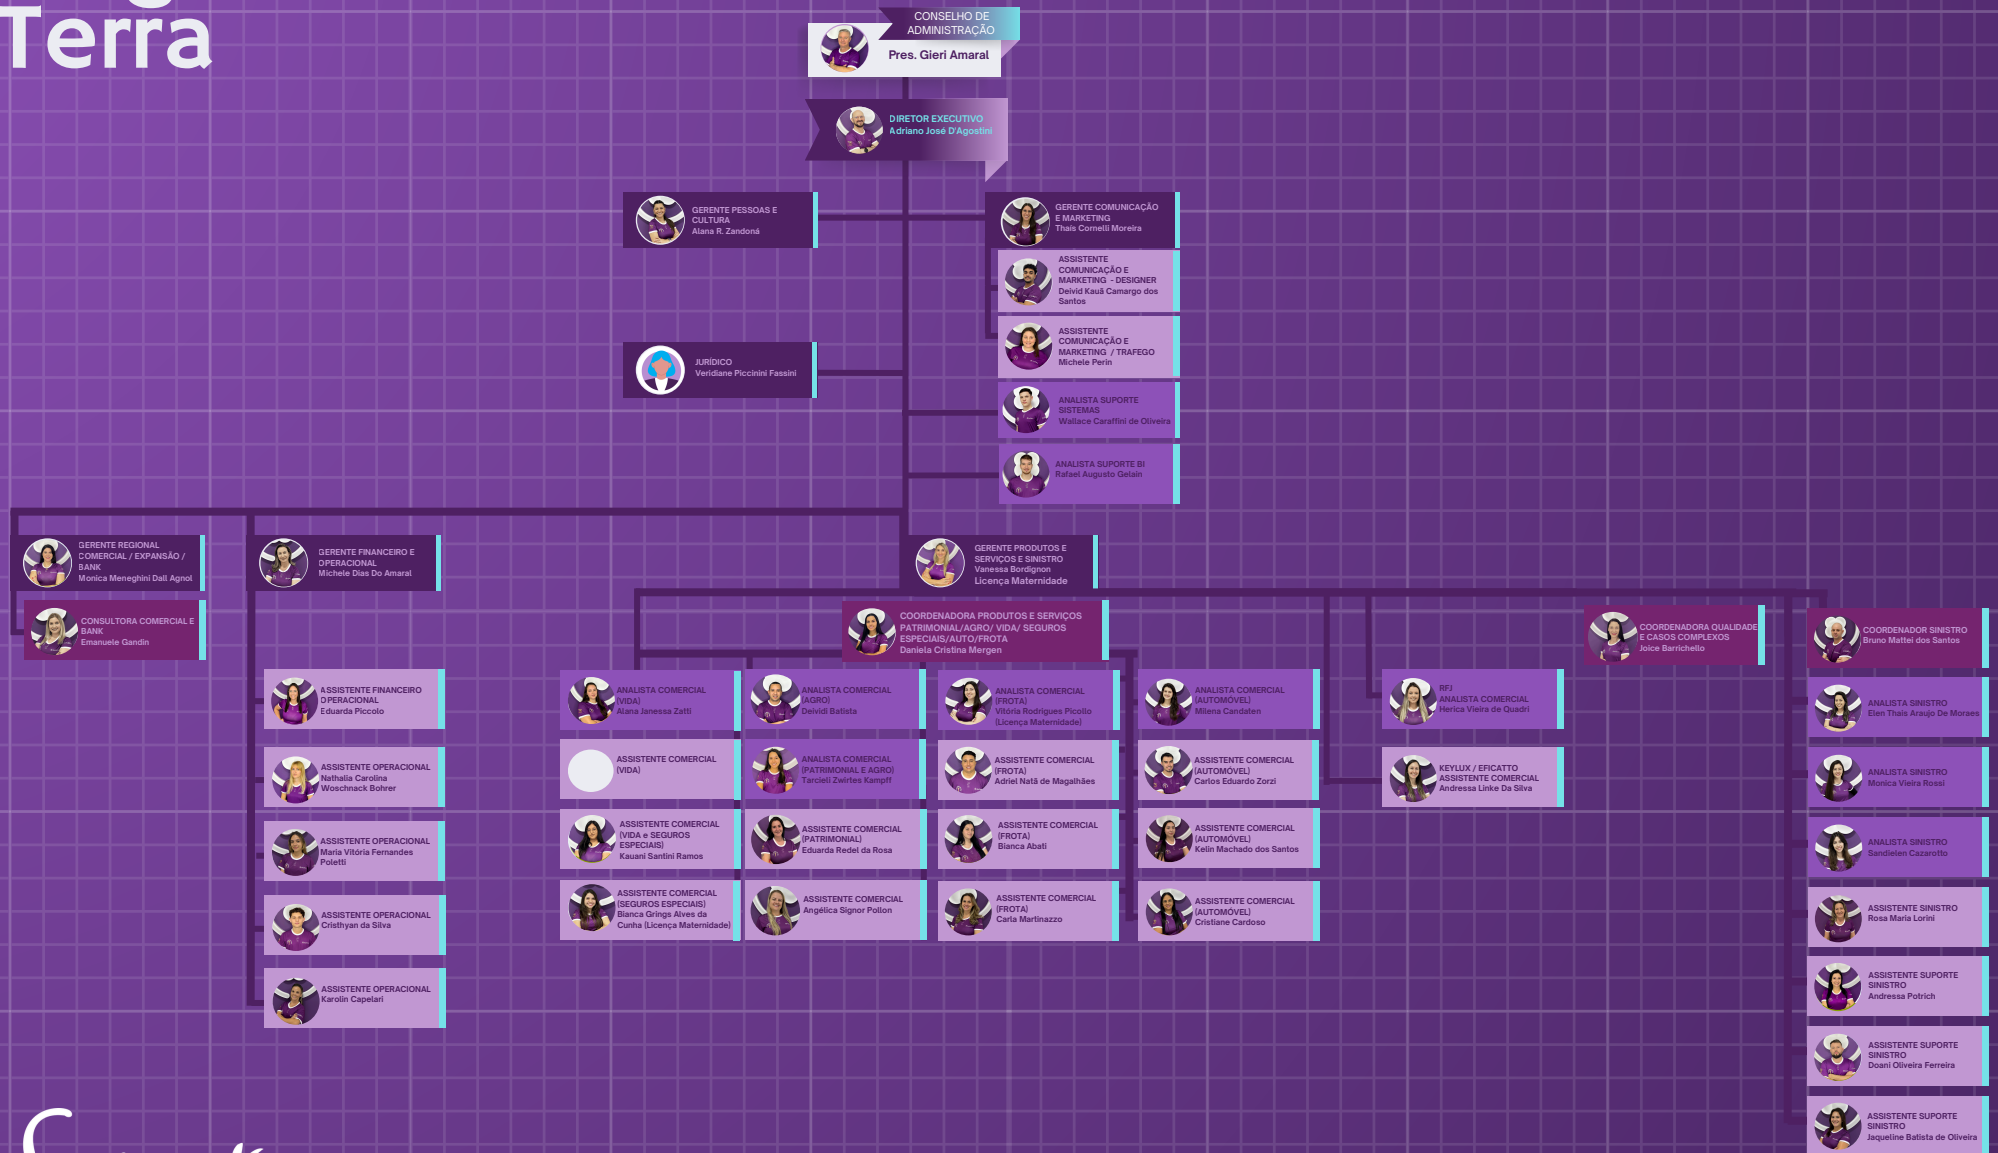 Terra
CONSELHO DE
ADMINISTRAÇÃO
Pres. Gieri Amaral
DIRETOR EXECUTIVO
Adriano José D'Agostini
GERENTE PESSOAS E
CULTURA
Alana R. Zandoná
GERENTE COMUNICAÇÃO
E MARKETING
Thaís Cornelli Moreira
ASSISTENTE
COMUNICAÇÃO E
MARKETING - DESIGNER
Deivid Kauã Camargo dos
Santos
ASSISTENTE
COMUNICAÇÃO E
MARKETING / TRAFEGO
Michele Perin
JURÍDICO
Veridiane Piccinini Fassini
ANALISTA SUPORTE
SISTEMAS
Wallace Caraffini de Oliveira
ANALISTA SUPORTE BI
Rafael Augusto Gelain
GERENTE REGIONAL
COMERCIAL / EXPANSÃO /
BANK
Monica Meneghini Dall Agnol
CONSULTORA COMERCIAL E
BANK
Emanuele Gandin
GERENTE FINANCEIRO E
OPERACIONAL
Michele Dias Do Amaral
ASSISTENTE FINANCEIRO
OPERACIONAL
Eduarda Piccolo
ASSISTENTE OPERACIONAL
Nathalia Carolina
Woschnack Bohrer
ASSISTENTE OPERACIONAL
Maria Vitória Fernandes
Poletti
ASSISTENTE OPERACIONAL
Cristhyan da Silva
ASSISTENTE OPERACIONAL
Karolin Capelari
GERENTE PRODUTOS E
SERVIÇOS E SINISTRO
Vanessa Bordignon
Licença Maternidade
COORDENADORA PRODUTOS E SERVIÇOS
PATRIMONIAL/AGRO/ VIDA/ SEGUROS
ESPECIAIS/AUTO/FROTA
Daniela Cristina Mergen
ANALISTA COMERCIAL
(VIDA)
Alana Janessa Zatti
ASSISTENTE COMERCIAL
(VIDA)
ASSISTENTE COMERCIAL
(VIDA e SEGUROS
ESPECIAIS)
Kauani Santini Ramos
ASSISTENTE COMERCIAL
(SEGUROS ESPECIAIS)
Bianca Grings Alves da
Cunha (Licença Maternidade)
ANALISTA COMERCIAL
(AGRO)
Deividi Batista
ANALISTA COMERCIAL
(PATRIMONIAL E AGRO)
Tarcieli Zwirtes Kampff
ASSISTENTE COMERCIAL
(PATRIMONIAL)
Eduarda Redel da Rosa
ASSISTENTE COMERCIAL
Angélica Signor Pollon
ANALISTA COMERCIAL
(FROTA)
Vitória Rodrigues Picollo
(Licença Maternidade)
ASSISTENTE COMERCIAL
(FROTA)
Adriel Natã de Magalhães
ASSISTENTE COMERCIAL
(FROTA)
Bianca Abati
ASSISTENTE COMERCIAL
(FROTA)
Carla Martinazzo
ANALISTA COMERCIAL
(AUTOMÓVEL)
Milena Candaten
ASSISTENTE COMERCIAL
(AUTOMÓVEL)
Carlos Eduardo Zorzi
ASSISTENTE COMERCIAL
(AUTOMÓVEL)
Kelin Machado dos Santos
ASSISTENTE COMERCIAL
(AUTOMÓVEL)
Cristiane Cardoso
RFJ
ANALISTA COMERCIAL
Herica Vieira de Quadri
KEYLUX / EFICATTO
ASSISTENTE COMERCIAL
Andressa Linke Da Silva
COORDENADORA QUALIDADE
E CASOS COMPLEXOS
Joice Barrichello
COORDENADOR SINISTRO
Bruno Mattei dos Santos
ANALISTA SINISTRO
Elen Thais Araujo De Moraes
ANALISTA SINISTRO
Monica Vieira Rossi
ANALISTA SINISTRO
Sandielen Cazarotto
ASSISTENTE SINISTRO
Rosa Maria Lorini
ASSISTENTE SUPORTE
SINISTRO
Andressa Potrich
ASSISTENTE SUPORTE
SINISTRO
Doani Oliveira Ferreira
ASSISTENTE SUPORTE
SINISTRO
Jaqueline Batista de Oliveira